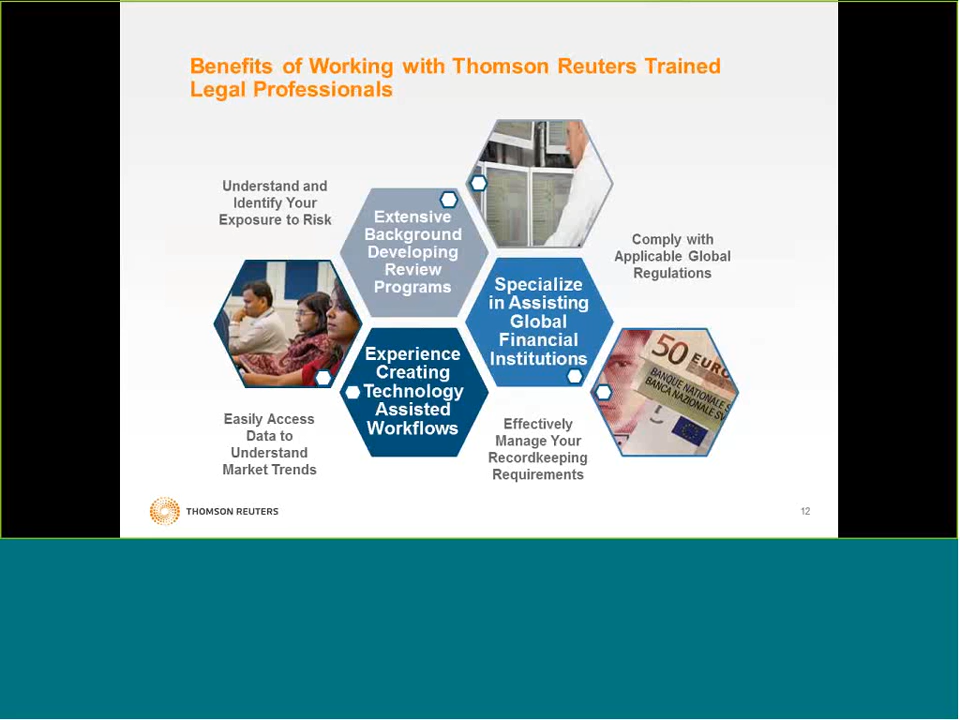 Benefits of Working with Thomson Reuters Trained
Legal Professionals
Understand and
Identify Your
Exposure to Risk
Extensive
Background
Developing
Review
Programs
Comply with
Applicable Global
Regulations
Specialize
in Assisting
Global
Financial
Institutions
Experience
Creating
Technology
Assisted
Workflows
50 EURO
BANQUE NATIONALE S
BANCA NAZIONALE SV
Easily Access
Data to
Understand
Market Trends
Effectively
Manage Your
Recordkeeping
Requirements
THOMSON REUTERS
12